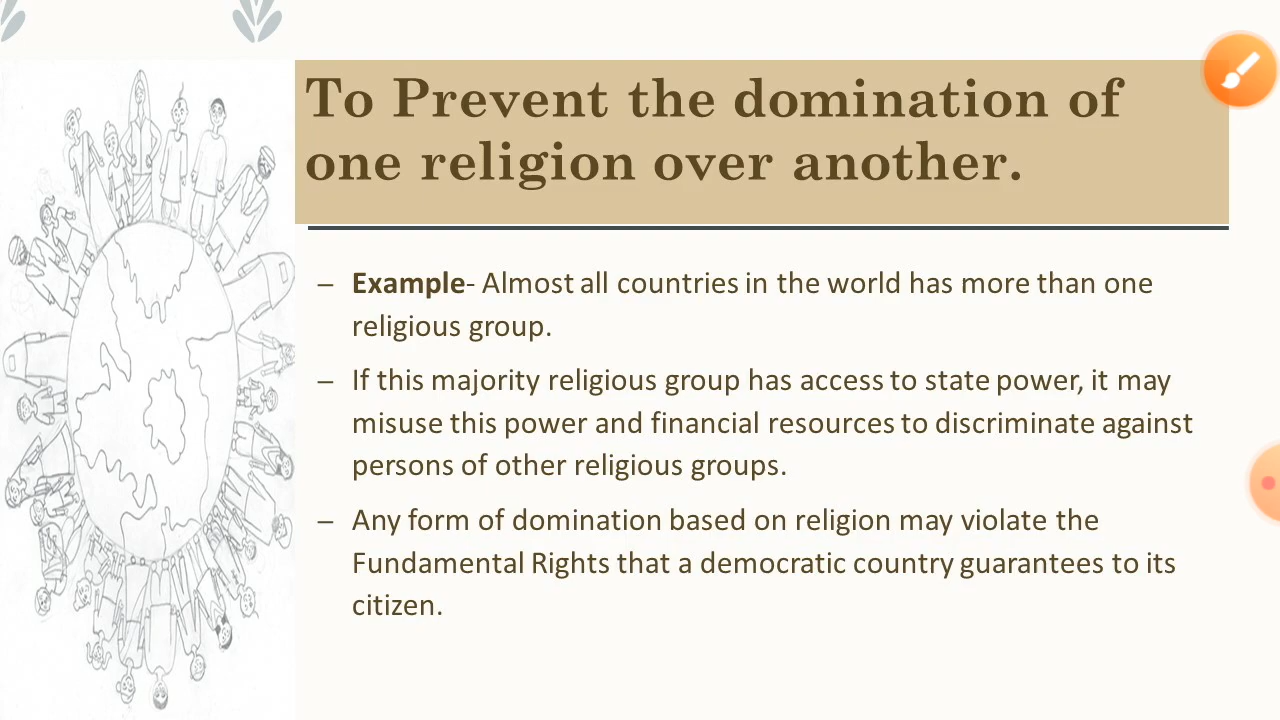 To Prevent the domination of
one religion over another.
– Example- Almost all countries in the world has more than one
religious group.
– If this majority religious group has access to state power, it may
misuse this power and financial resources to discriminate against
persons of other religious groups.
– Any form of domination based on religion may violate the
Fundamental Rights that a democratic country guarantees to its
citizen.